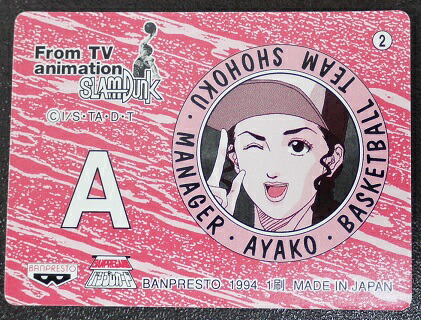 From TV
animation
SLAM DUNK
©I/S・TA・D・T
2
SHOHOKU・MANAGER・AYAKO・BASKETBALL TEAM
A
BANPRESTO
BANPRESTO 1994 1刷 MADE IN JAPAN